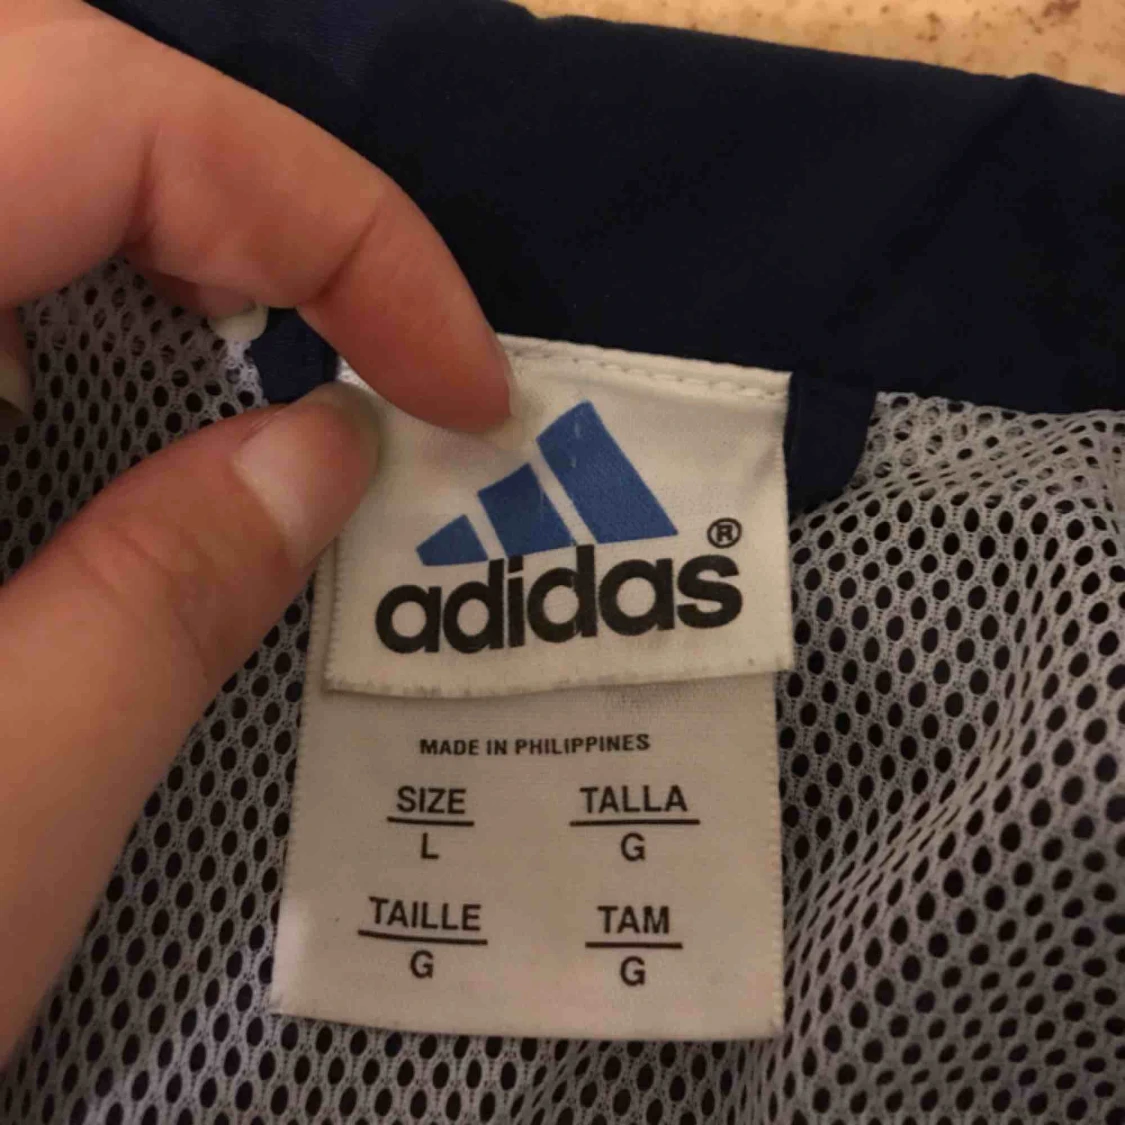 adidas®
MADE IN PHILIPPINES
SIZE TALLA
L G
TAILLE TAM
G G